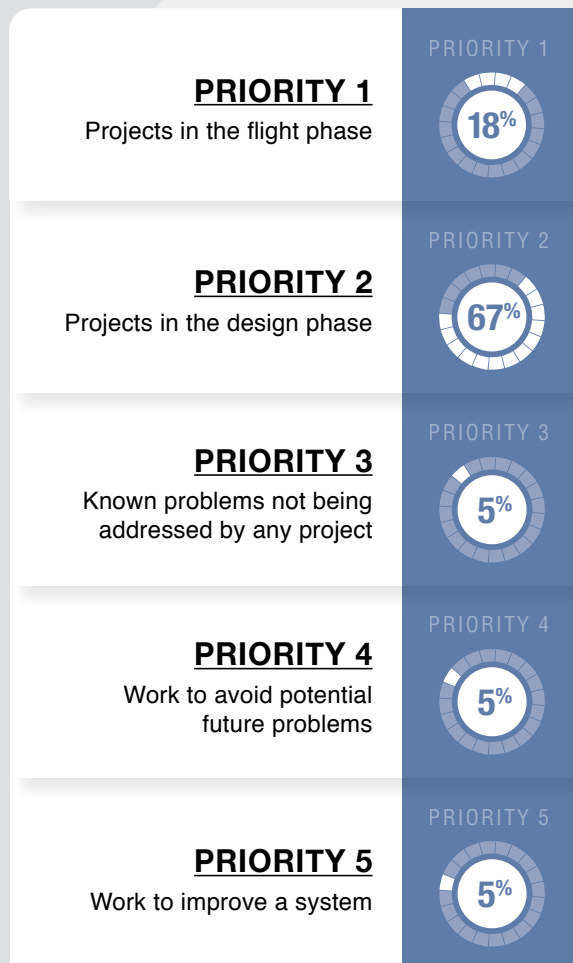 PRIORITY 1
PRIORITY 1
Projects in the flight phase
18%
PRIORITY 2
PRIORITY 2
Projects in the design phase
67%
PRIORITY 3
PRIORITY 3
Known problems not being
addressed by any project
5%
PRIORITY 4
PRIORITY 4
Work to avoid potential
future problems
5%
PRIORITY 5
PRIORITY 5
Work to improve a system
5%